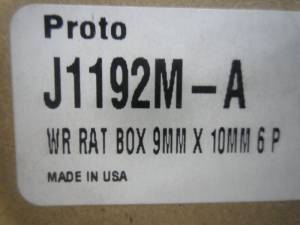 Proto
J1192M-A
WR RAT BOX 9MM X 10MM 6 P
MADE IN USA